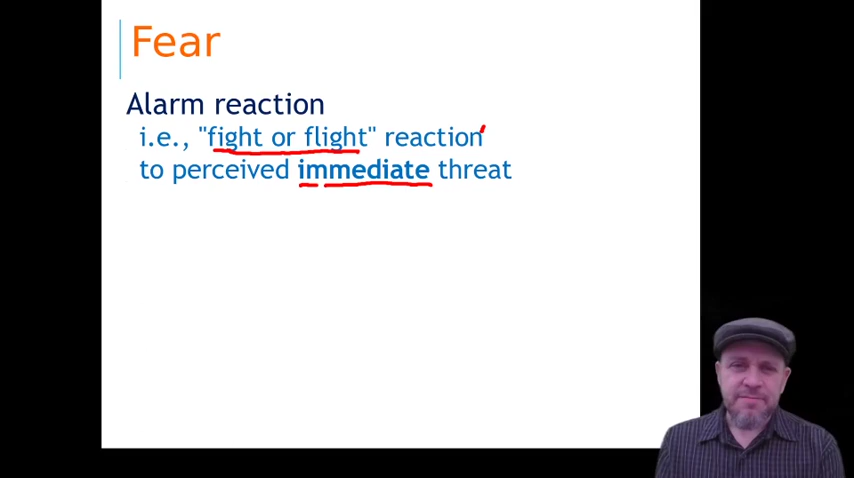 Fear
Alarm reaction
i.e., "fight or flight" reaction
to perceived immediate threat